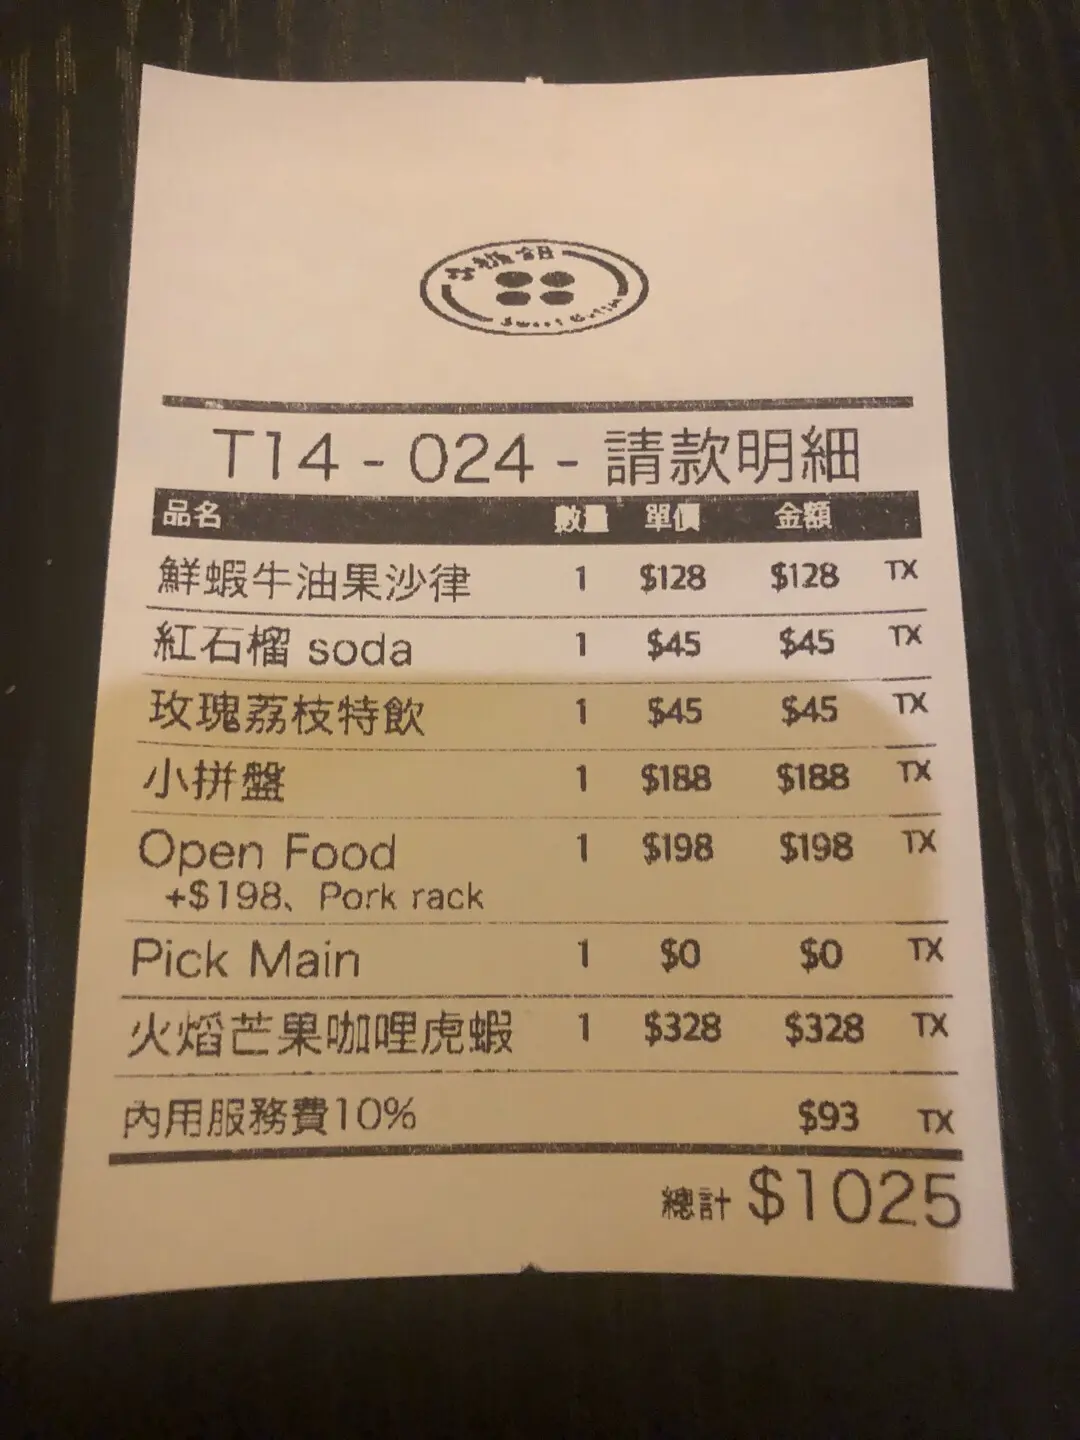 Sweet Button
T14 - 024 - 請款明細
品名 數量 單價 金額
鮮蝦牛油果沙律 1 $128 $128 TX
紅石榴 soda 1 $45 $45 TX
玫瑰荔枝特飲 1 $45 $45 TX
小拼盤 1 $188 $188 TX
Open Food 1 $198 $198 TX
+$198、Pork rack
Pick Main 1 $0 $0 TX
火焰芒果咖哩虎蝦 1 $328 $328 TX
內用服務費10% $93 TX
總計 $1025